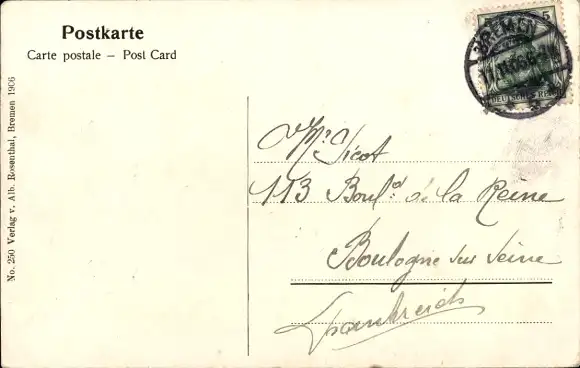 Postkarte
Carte postale – Post Card
5
BREMEN
DEUTSCHES REICH
No. 250 Verlag v. Alb. Rosenthal, Bremen 1906
Mr. Sicot
113 Boul.d de la Reine
Boulogne sur Seine
Frankreich